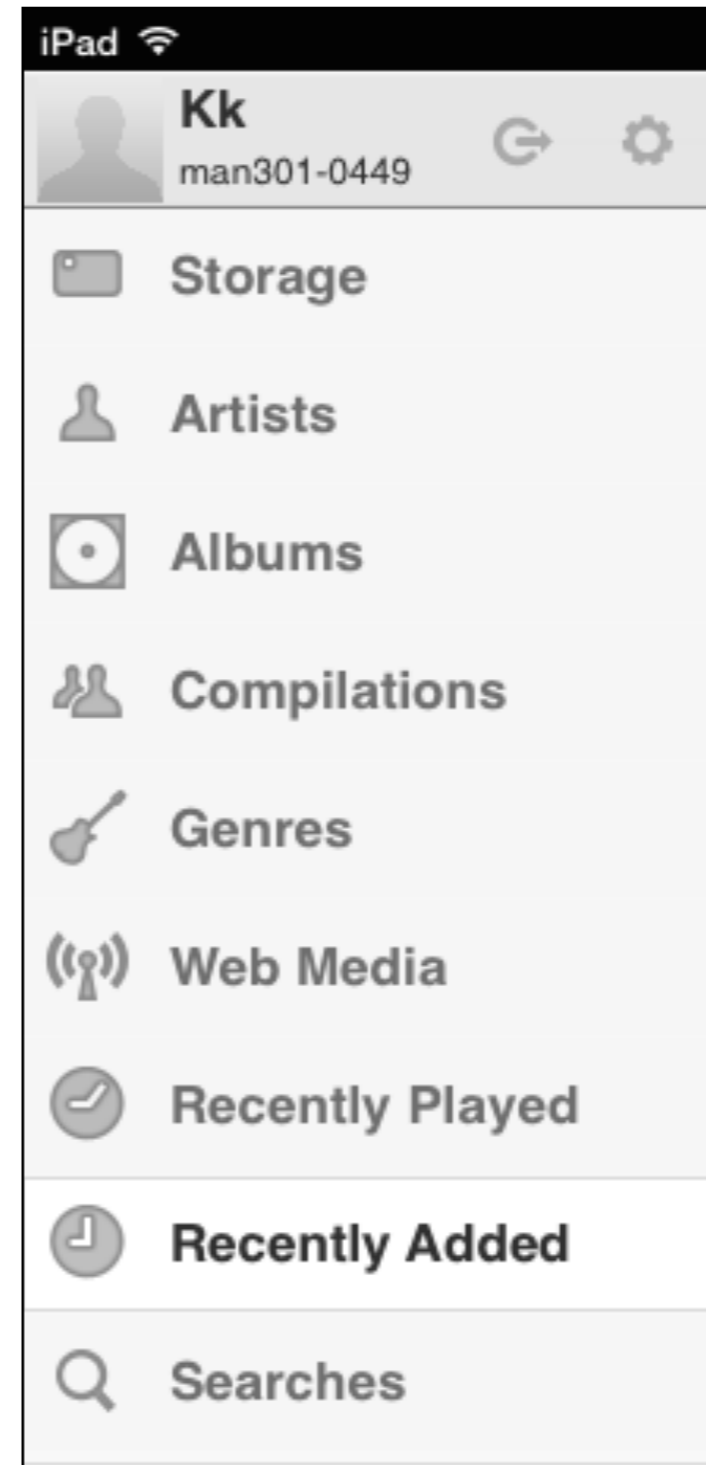 iPad
Kk
man301-0449
Storage
Artists
Albums
Compilations
Genres
Web Media
Recently Played
Recently Added
Searches